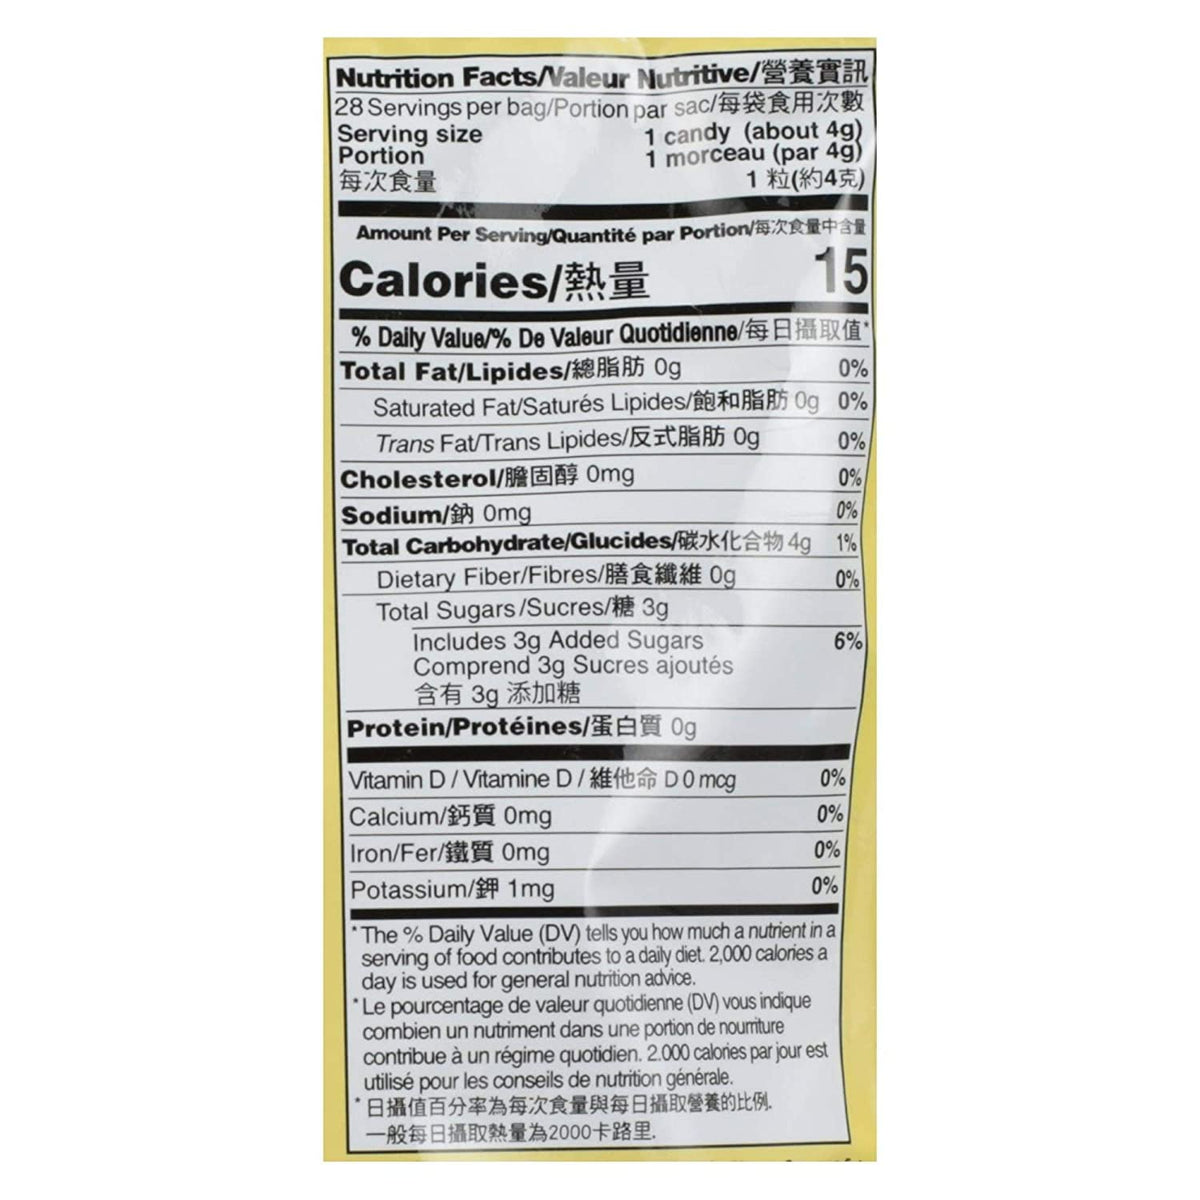 Nutrition Facts/Valeur Nutritive/營養實訊
28 Servings per bag/Portion par sac/每袋食用次數
Serving size 1 candy (about 4g)
Portion 1 morceau (par 4g)
每次食量 1 粒(約4克)
Amount Per Serving/Quantité par Portion/每次食量中含量
Calories/熱量 15
% Daily Value/% De Valeur Quotidienne/每日攝取值*
Total Fat/Lipides/總脂肪 0g 0%
Saturated Fat/Saturés Lipides/飽和脂肪 0g 0%
Trans Fat/Trans Lipides/反式脂肪 0g 0%
Cholesterol/膽固醇 0mg 0%
Sodium/鈉 0mg 0%
Total Carbohydrate/Glucides/碳水化合物 4g 1%
Dietary Fiber/Fibres/膳食纖維 0g 0%
Total Sugars/Sucres/糖 3g
Includes 3g Added Sugars 6%
Comprend 3g Sucres ajoutés
含有 3g 添加糖
Protein/Protéines/蛋白質 0g
Vitamin D / Vitamine D / 維他命 D 0 mcg 0%
Calcium/鈣質 0mg 0%
Iron/Fer/鐵質 0mg 0%
Potassium/鉀 1mg 0%
*The % Daily Value (DV) tells you how much a nutrient in a
serving of food contributes to a daily diet. 2,000 calories a
day is used for general nutrition advice.
*Le pourcentage de valeur quotidienne (DV) vous indique
combien un nutriment dans une portion de nourriture
contribue à un régime quotidien. 2.000 calories par jour est
utilisé pour les conseils de nutrition générale.
*日攝值百分率為每次食量與每日攝取營養的比例.
一般每日攝取熱量為2000卡路里.